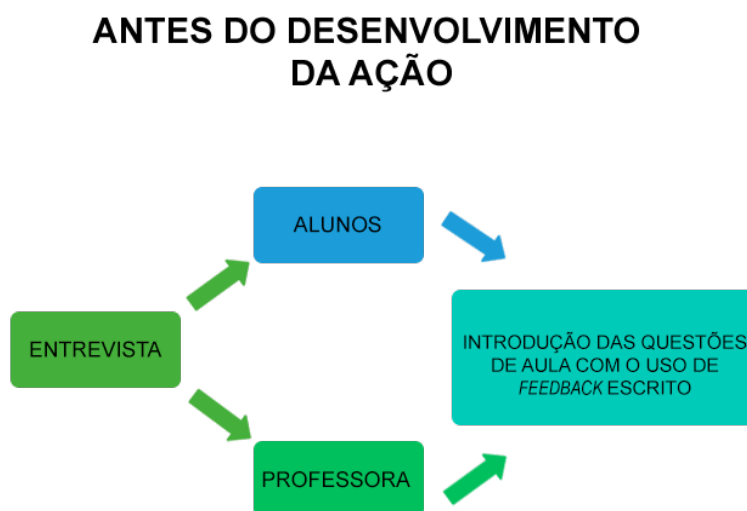 ANTES DO DESENVOLVIMENTO
DA AÇÃO
ALUNOS
ENTREVISTA
INTRODUÇÃO DAS QUESTÕES
DE AULA COM O USO DE
FEEDBACK ESCRITO
PROFESSORA